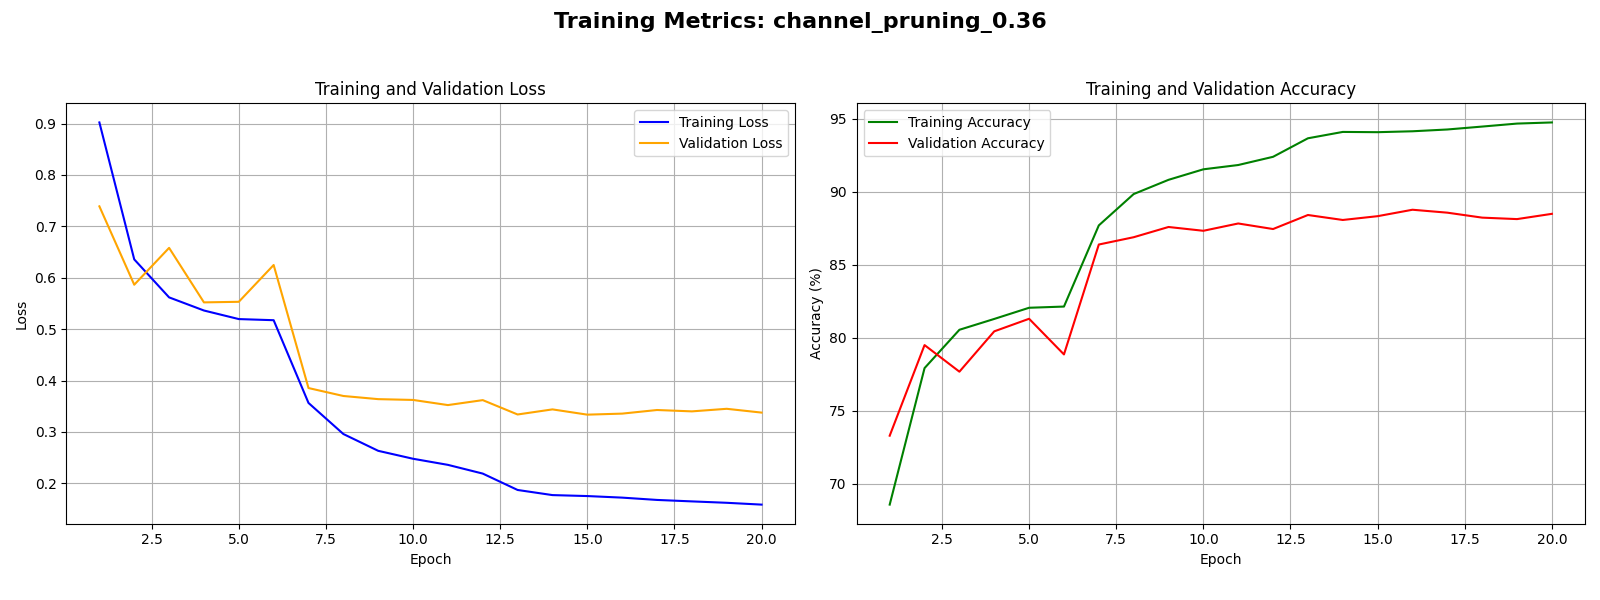 Training Metrics: channel_pruning_0.36
Training and Validation Loss
Training Loss
Validation Loss
Loss
0.9
0.8
0.7
0.6
0.5
0.4
0.3
0.2
2.5 5.0 7.5 10.0 12.5 15.0 17.5 20.0
Epoch
Training and Validation Accuracy
Training Accuracy
Validation Accuracy
Accuracy (%)
95
90
85
80
75
70
2.5 5.0 7.5 10.0 12.5 15.0 17.5 20.0
Epoch